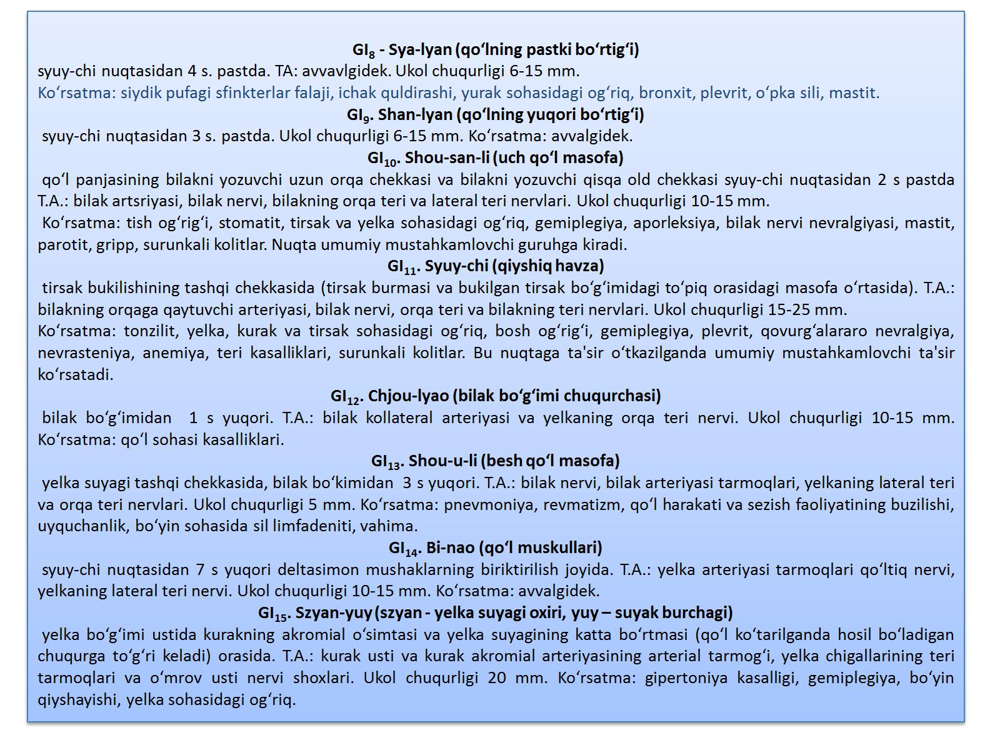 GI8 - Sya-lyan (qo‘lning pastki bo‘rtig‘i)
syuy-chi nuqtasidan 4 s. pastda. TA: avvavlgidek. Ukol chuqurligi 6-15 mm.
Ko‘rsatma: siydik pufagi sfinkterlar falaji, ichak quldirashi, yurak sohasidagi og‘riq, bronxit, plevrit, o‘pka sili, mastit.
GI9. Shan-lyan (qo‘lning yuqori bo‘rtig‘i)
syuy-chi nuqtasidan 3 s. pastda. Ukol chuqurligi 6-15 mm. Ko‘rsatma: avvalgidek.
GI10. Shou-san-li (uch qo‘l masofa)
qo‘l panjasining bilakni yozuvchi uzun orqa chekkasi va bilakni yozuvchi qisqa old chekkasi syuy-chi nuqtasidan 2 s pastda
T.A.: bilak artsriyasi, bilak nervi, bilakning orqa teri va lateral teri nervlari. Ukol chuqurligi 10-15 mm.
Ko‘rsatma: tish og‘rig‘i, stomatit, tirsak va yelka sohasidagi og‘riq, gemiplegiya, aporleksiya, bilak nervi nevralgiyasi, mastit,
parotit, gripp, surunkali kolitlar. Nuqta umumiy mustahkamlovchi guruhga kiradi.
GI11. Syuy-chi (qiyshiq havza)
tirsak bukilishining tashqi chekkasida (tirsak burmasi va bukilgan tirsak bo‘g‘imidagi to‘piq orasidagi masofa o‘rtasida). T.A.:
bilakning orqaga qaytuvchi arteriyasi, bilak nervi, orqa teri va bilakning teri nervlari. Ukol chuqurligi 15-25 mm.
Ko‘rsatma: tonzilit, yelka, kurak va tirsak sohasidagi og‘riq, bosh og‘rig‘i, gemiplegiya, plevrit, qovurg‘alararo nevralgiya,
nevrasteniya, anemiya, teri kasalliklari, surunkali kolitlar. Bu nuqtaga ta'sir o‘tkazilganda umumiy mustahkamlovchi ta'sir
ko‘rsatadi.
GI12. Chjou-lyao (bilak bo‘g‘imi chuqurchasi)
bilak bo‘g‘imidan 1 s yuqori. T.A.: bilak kollateral arteriyasi va yelkaning orqa teri nervi. Ukol chuqurligi 10-15 mm.
Ko‘rsatma: qo‘l sohasi kasalliklari.
GI13. Shou-u-li (besh qo‘l masofa)
yelka suyagi tashqi chekkasida, bilak bo‘kimidan 3 s yuqori. T.A.: bilak nervi, bilak arteriyasi tarmoqlari, yelkaning lateral teri
va orqa teri nervlari. Ukol chuqurligi 5 mm. Ko‘rsatma: pnevmoniya, revmatizm, qo‘l harakati va sezish faoliyatining buzilishi,
uyquchanlik, bo‘yin sohasida sil limfadeniti, vahima.
GI14. Bi-nao (qo‘l muskullari)
syuy-chi nuqtasidan 7 s yuqori deltasimon mushaklarning biriktirilish joyida. T.A.: yelka arteriyasi tarmoqlari qo‘ltiq nervi,
yelkaning lateral teri nervi. Ukol chuqurligi 10-15 mm. Ko‘rsatma: avvalgidek.
GI15. Szyan-yuy (szyan - yelka suyagi oxiri, yuy – suyak burchagi)
yelka bo‘g‘imi ustida kurakning akromial o‘simtasi va yelka suyagining katta bo‘rtmasi (qo‘l ko‘tarilganda hosil bo‘ladigan
chuqurga to‘g‘ri keladi) orasida. T.A.: kurak usti va kurak akromial arteriyasining arterial tarmog‘i, yelka chigallarining teri
tarmoqlari va o‘mrov usti nervi shoxlari. Ukol chuqurligi 20 mm. Ko‘rsatma: gipertoniya kasalligi, gemiplegiya, bo‘yin
qiyshayishi, yelka sohasidagi og‘riq.